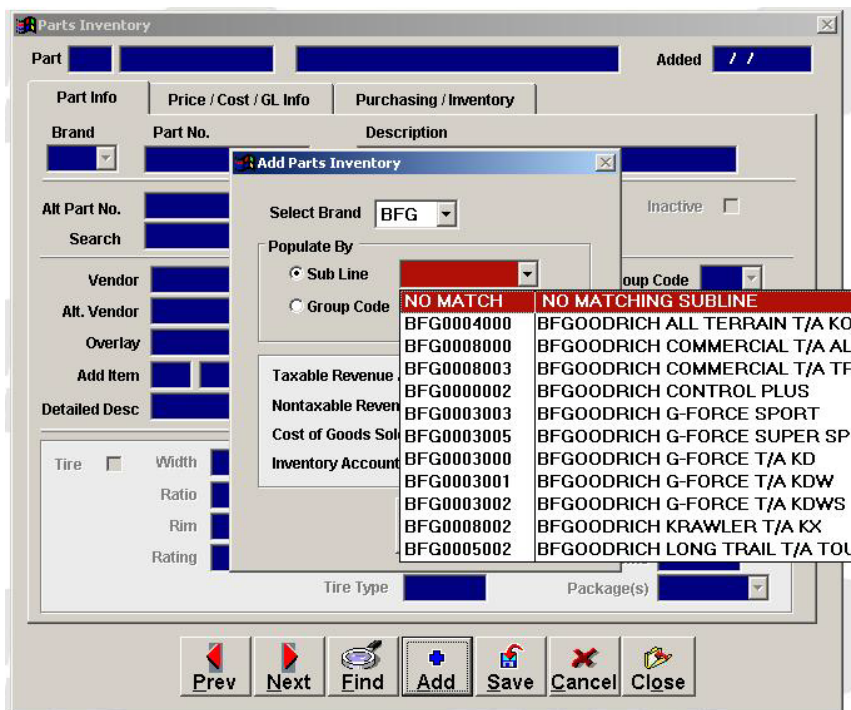 Parts Inventory
Part Added / /
Part Info Price / Cost / GL Info Purchasing / Inventory
Brand Part No. Description
Add Parts Inventory
Alt Part No. Select Brand BFG Inactive
Search Populate By
Vendor Sub Line oup Code
Alt. Vendor Group Code NO MATCH NO MATCHING SUBLINE
BFG0004000 BFGOODRICH ALL TERRAIN T/A KO
Overlay BFG0008000 BFGOODRICH COMMERCIAL T/A AL
Add Item Taxable Revenue BFG0008003 BFGOODRICH COMMERCIAL T/A TR
BFG0000002 BFGOODRICH CONTROL PLUS
Detailed Desc Nontaxable Reven BFG0003003 BFGOODRICH G-FORCE SPORT
Cost of Goods Sol BFG0003005 BFGOODRICH G-FORCE SUPER SP
Tire Width Inventory Account BFG0003000 BFGOODRICH G-FORCE T/A KD
Ratio BFG0003001 BFGOODRICH G-FORCE T/A KDW
Rim BFG0003002 BFGOODRICH G-FORCE T/A KDWS
BFG0008002 BFGOODRICH KRAWLER T/A KX
Rating BFG0005002 BFGOODRICH LONG TRAIL T/A TOU
Tire Type Package(s)
Prev Next Find Add Save Cancel Close